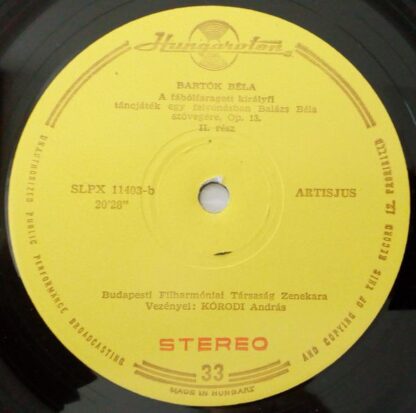 Hungaroton
BARTÓK BÉLA
A fából faragott királyfi
táncjáték egy felvonásban Balázs Béla
szövegére, Op. 13.
II. rész
SLPX 11403-b
ARTISJUS
20'28"
Budapesti Filharmóniai Társaság Zenekara
Vezényel: KÓRODI András
STEREO
33
MADE IN HUNGARY
UNAUTHORIZED PUBLIC PERFORMANCE BROADCASTING
AND COPYING OF THIS RECORD IS PROHIBITED